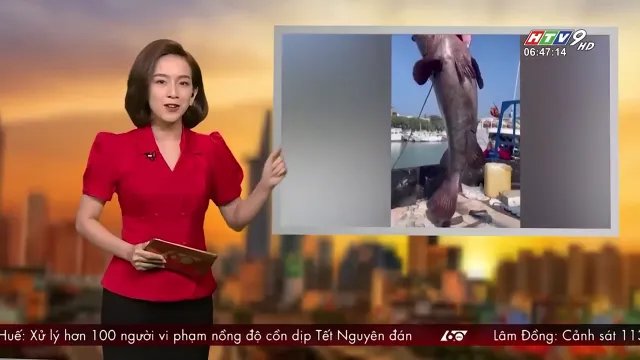 HTV9 HD
06:47:14
Huế: Xử lý hơn 100 người vi phạm nồng độ cồn dịp Tết Nguyên đán
Lâm Đồng: Cảnh sát